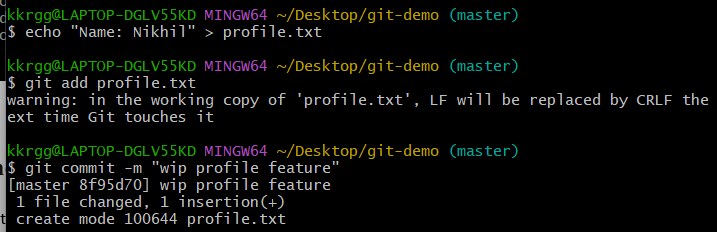 kkrgg@LAPTOP-DGLV55KD MINGW64 ~/Desktop/git-demo (master)
$ echo "Name: Nikhil" > profile.txt
kkrgg@LAPTOP-DGLV55KD MINGW64 ~/Desktop/git-demo (master)
$ git add profile.txt
warning: in the working copy of 'profile.txt', LF will be replaced by CRLF the
ext time Git touches it
kkrgg@LAPTOP-DGLV55KD MINGW64 ~/Desktop/git-demo (master)
$ git commit -m "wip profile feature"
[master 8f95d70] wip profile feature
 1 file changed, 1 insertion(+)
 create mode 100644 profile.txt